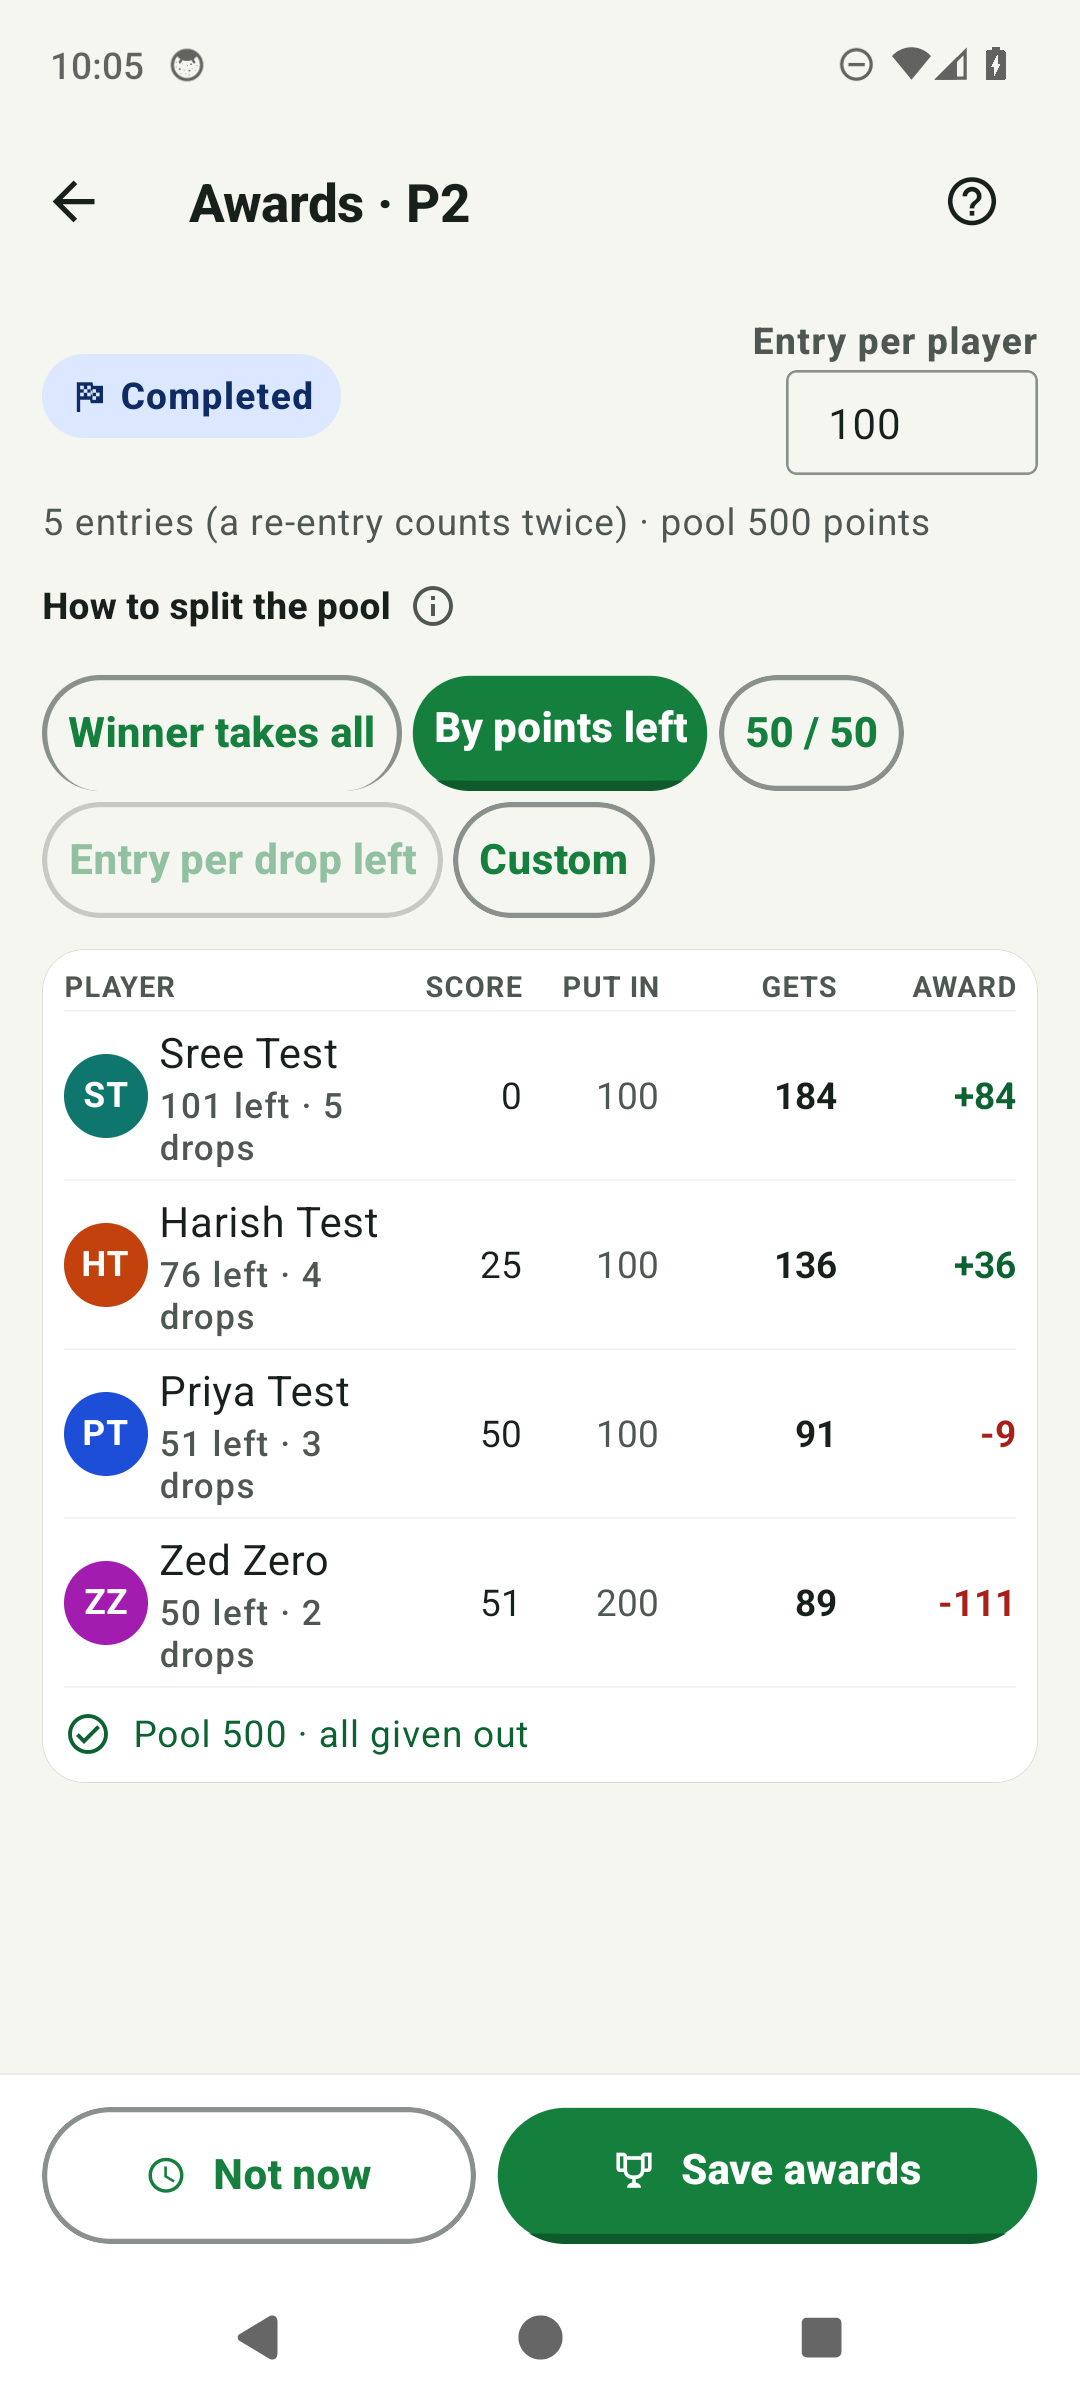 10:05
Awards · P2
Entry per player
Completed
100
5 entries (a re-entry counts twice) · pool 500 points
How to split the pool
Winner takes all
By points left
50 / 50
Entry per drop left
Custom
PLAYER SCORE PUT IN GETS AWARD
ST Sree Test
101 left · 5 drops
0 100 184 +84
HT Harish Test
76 left · 4 drops
25 100 136 +36
PT Priya Test
51 left · 3 drops
50 100 91 -9
ZZ Zed Zero
50 left · 2 drops
51 200 89 -111
Pool 500 · all given out
Not now
Save awards